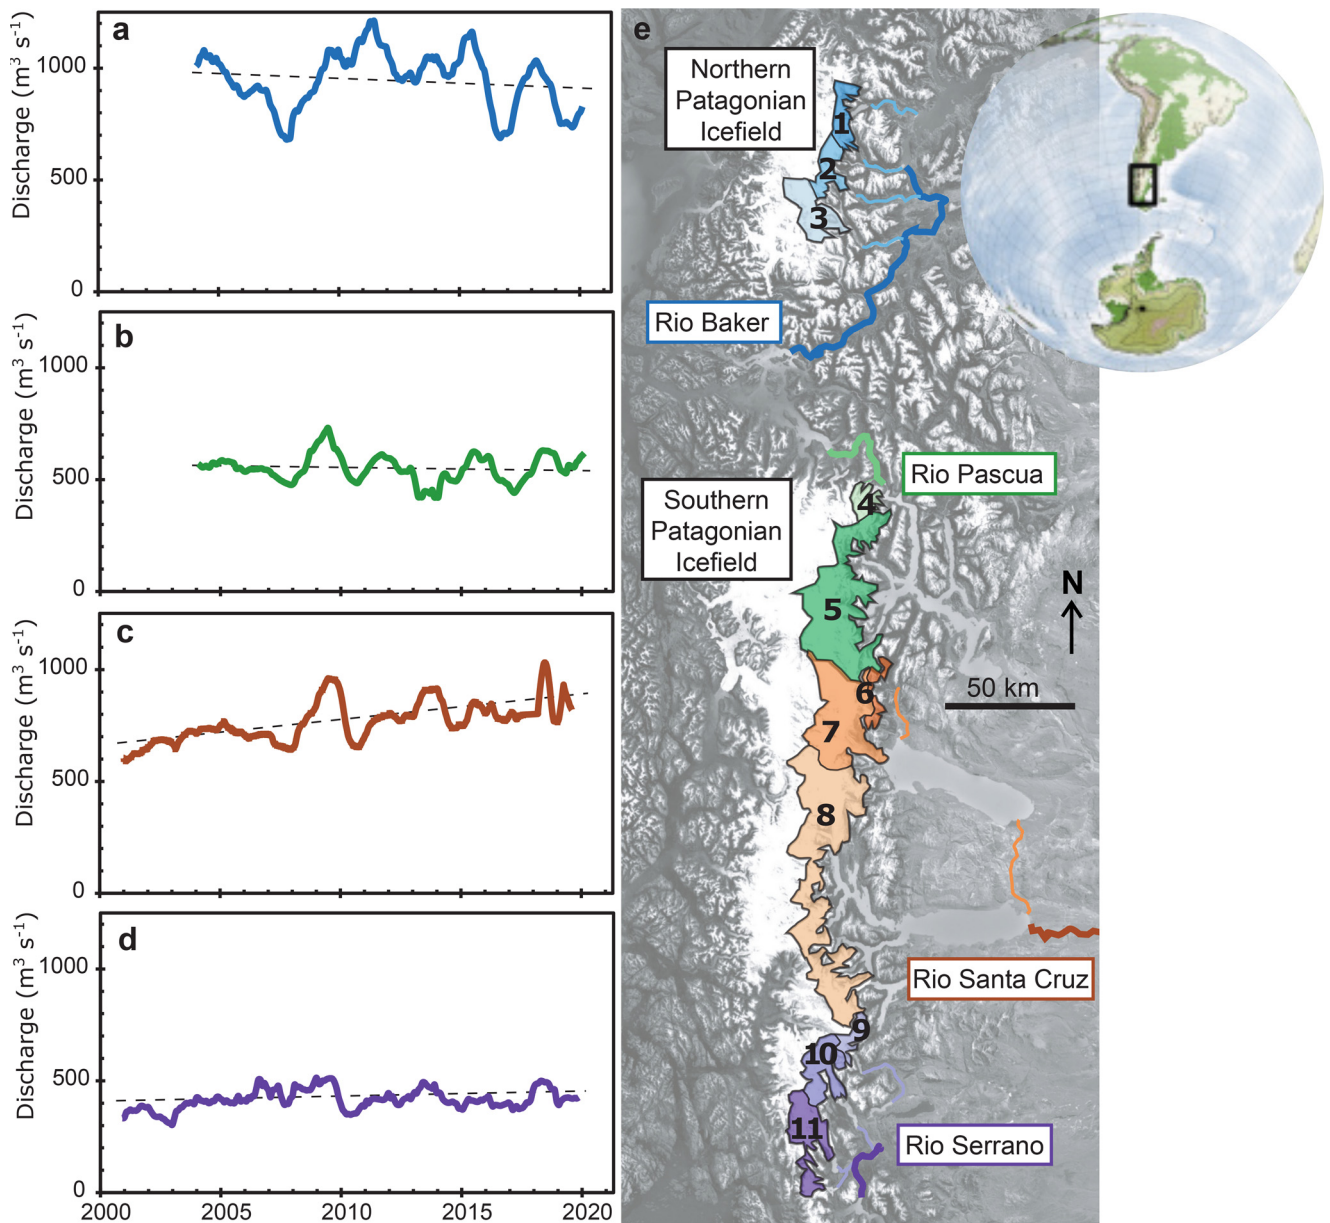 a
Discharge (m³ s⁻¹)
1000
500
0
b
Discharge (m³ s⁻¹)
1000
500
0
c
Discharge (m³ s⁻¹)
1000
500
0
d
Discharge (m³ s⁻¹)
1000
500
0
2000 2005 2010 2015 2020
e
Northern
Patagonian
Icefield
1
2
3
Rio Baker
Rio Pascua
Southern
Patagonian
Icefield
4
5
N
50 km
6
7
8
Rio Santa Cruz
9
10
11
Rio Serrano